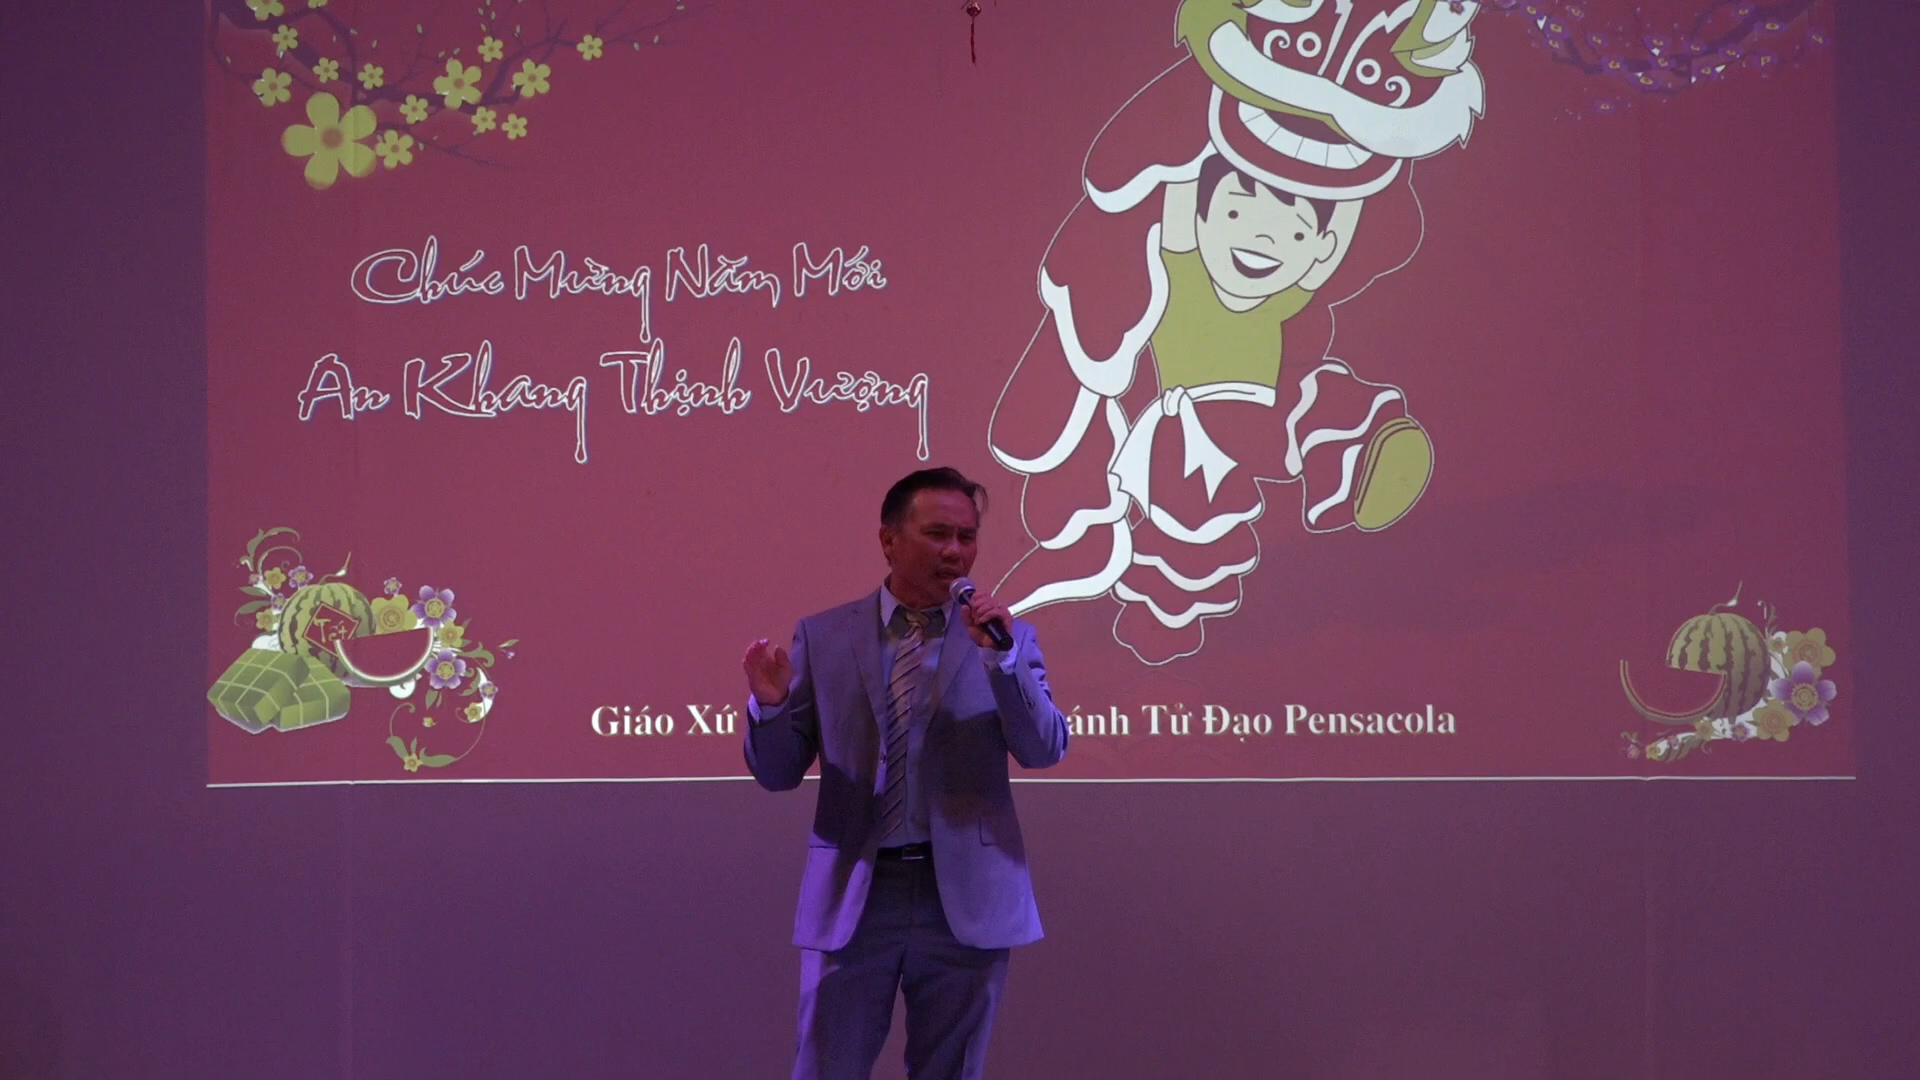 Chúc Mừng Năm Mới
An Khang Thịnh Vượng
Tết
Giáo Xứ ánh Tử Đạo Pensacola